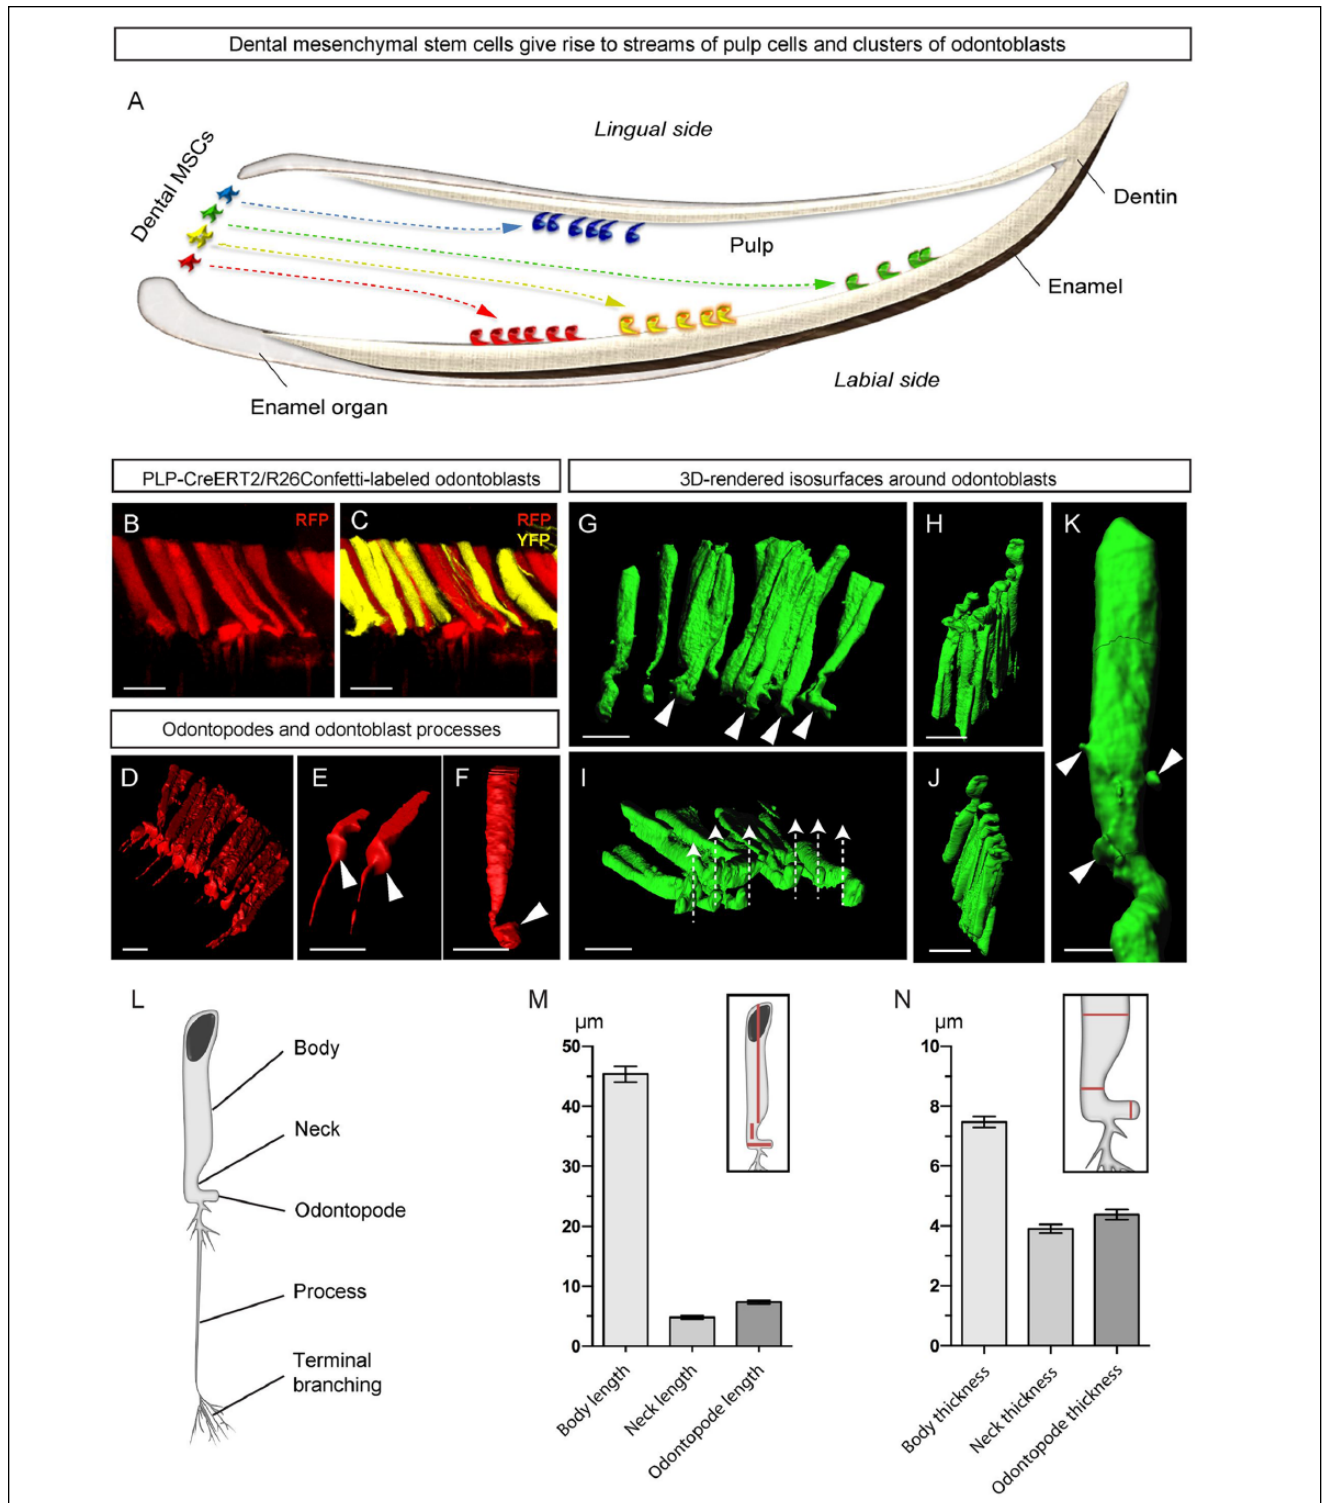 Dental mesenchymal stem cells give rise to streams of pulp cells and clusters of odontoblasts
A
Lingual side
Dental MSCs
Dentin
Pulp
Enamel
Labial side
Enamel organ
PLP-CreERT2/R26Confetti-labeled odontoblasts
3D-rendered isosurfaces around odontoblasts
B
RFP
C
RFP
YFP
G
H
K
Odontopodes and odontoblast processes
D
E
F
I
J
L
Body
Neck
Odontopode
Process
Terminal
branching
M
µm
50
40
30
20
10
0
Body length
Neck length
Odontopode length
N
µm
10
8
6
4
2
0
Body thickness
Neck thickness
Odontopode thickness